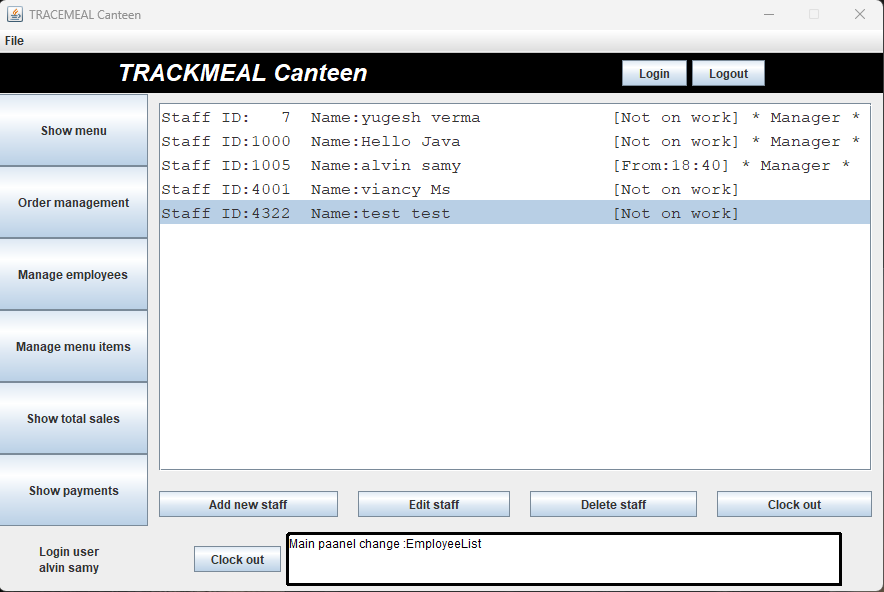 TRACEMEAL Canteen
File
TRACKMEAL Canteen
Login
Logout
Show menu
Order management
Manage employees
Manage menu items
Show total sales
Show payments
Staff ID:   7  Name:yugesh verma             [Not on work] * Manager *
Staff ID:1000  Name:Hello Java               [Not on work] * Manager *
Staff ID:1005  Name:alvin samy               [From:18:40] * Manager *
Staff ID:4001  Name:viancy Ms                [Not on work]
Staff ID:4322  Name:test test                [Not on work]
Add new staff
Edit staff
Delete staff
Clock out
Login user
alvin samy
Clock out
Main paanel change :EmployeeList